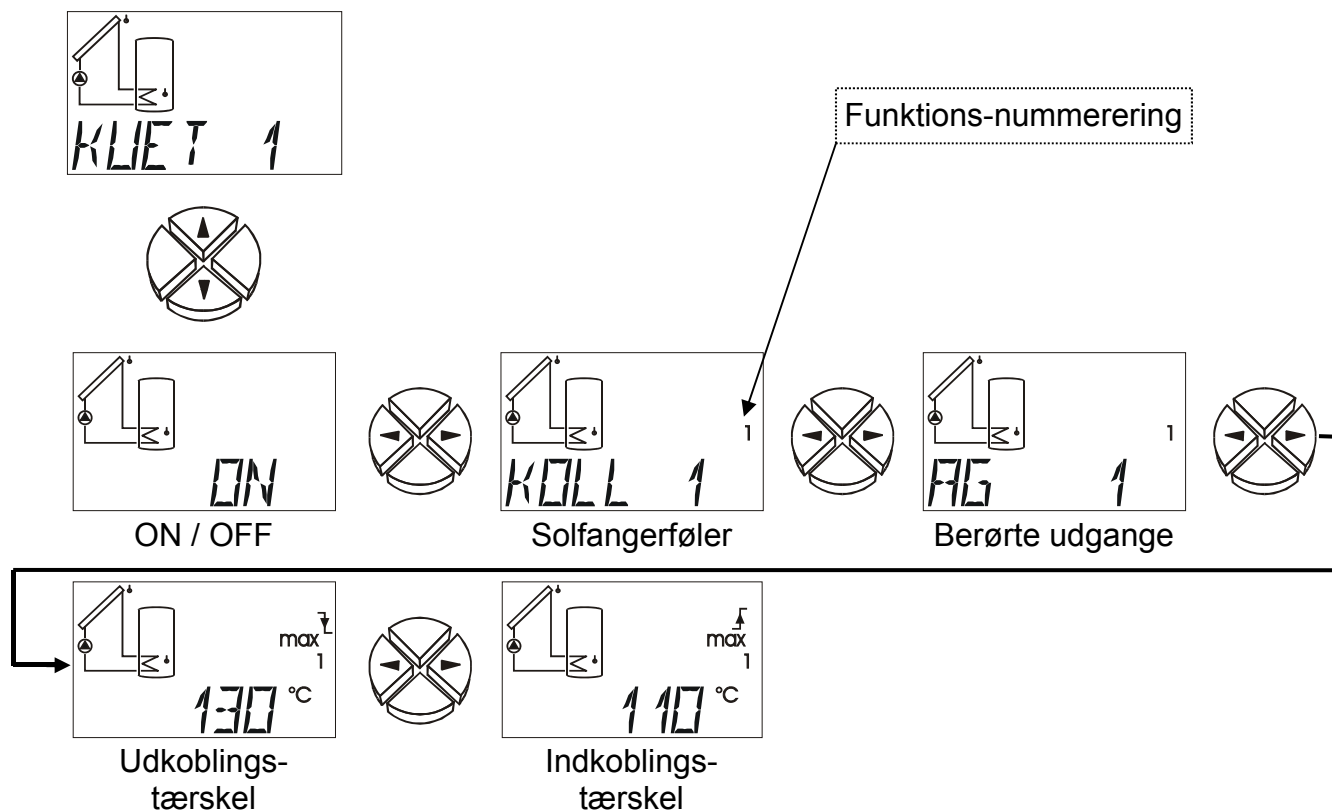 KUET 1
Funktions-nummerering
ON
1
KOLL 1
1
AG 1
ON / OFF
Solfangerføler
Berørte udgange
max
1
130 °C
max
1
110 °C
Udkoblings-
tærskel
Indkoblings-
tærskel